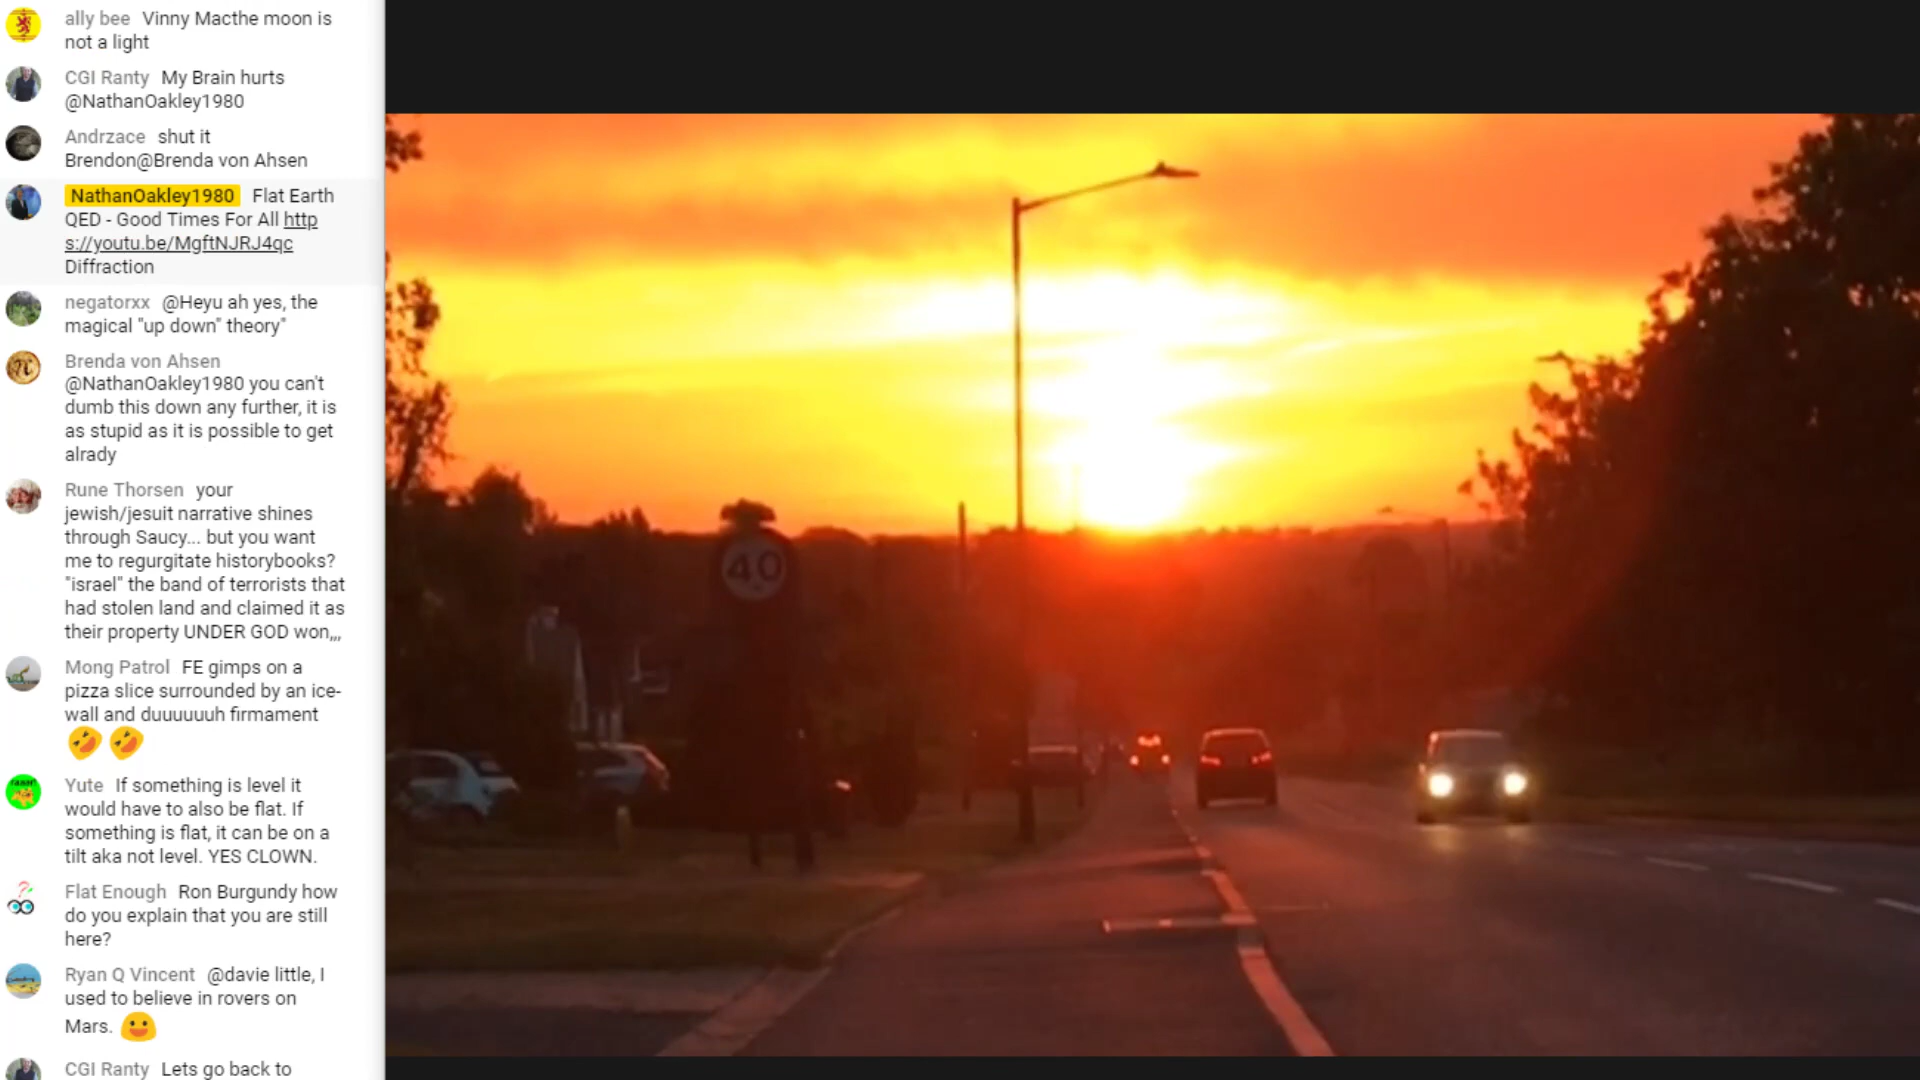 ally bee Vinny Macthe moon is
not a light
CGI Ranty My Brain hurts
@NathanOakley1980
Andrzace shut it
Brendon@Brenda von Ahsen
NathanOakley1980 Flat Earth
QED - Good Times For All http
s://youtu.be/MgftNJRJ4qc
Diffraction
negatorxx @Heyu ah yes, the
magical "up down" theory"
Brenda von Ahsen
@NathanOakley1980 you can't
dumb this down any further, it is
as stupid as it is possible to get
alrady
Rune Thorsen your
jewish/jesuit narrative shines
through Saucy... but you want
me to regurgitate historybooks?
"israel" the band of terrorists that
had stolen land and claimed it as
their property UNDER GOD won,,,
Mong Patrol FE gimps on a
pizza slice surrounded by an ice-
wall and duuuuuuh firmament
Yute If something is level it
would have to also be flat. If
something is flat, it can be on a
tilt aka not level. YES CLOWN.
Flat Enough Ron Burgundy how
do you explain that you are still
here?
Ryan Q Vincent @davie little, I
used to believe in rovers on
Mars.
CGI Ranty Lets go back to
40